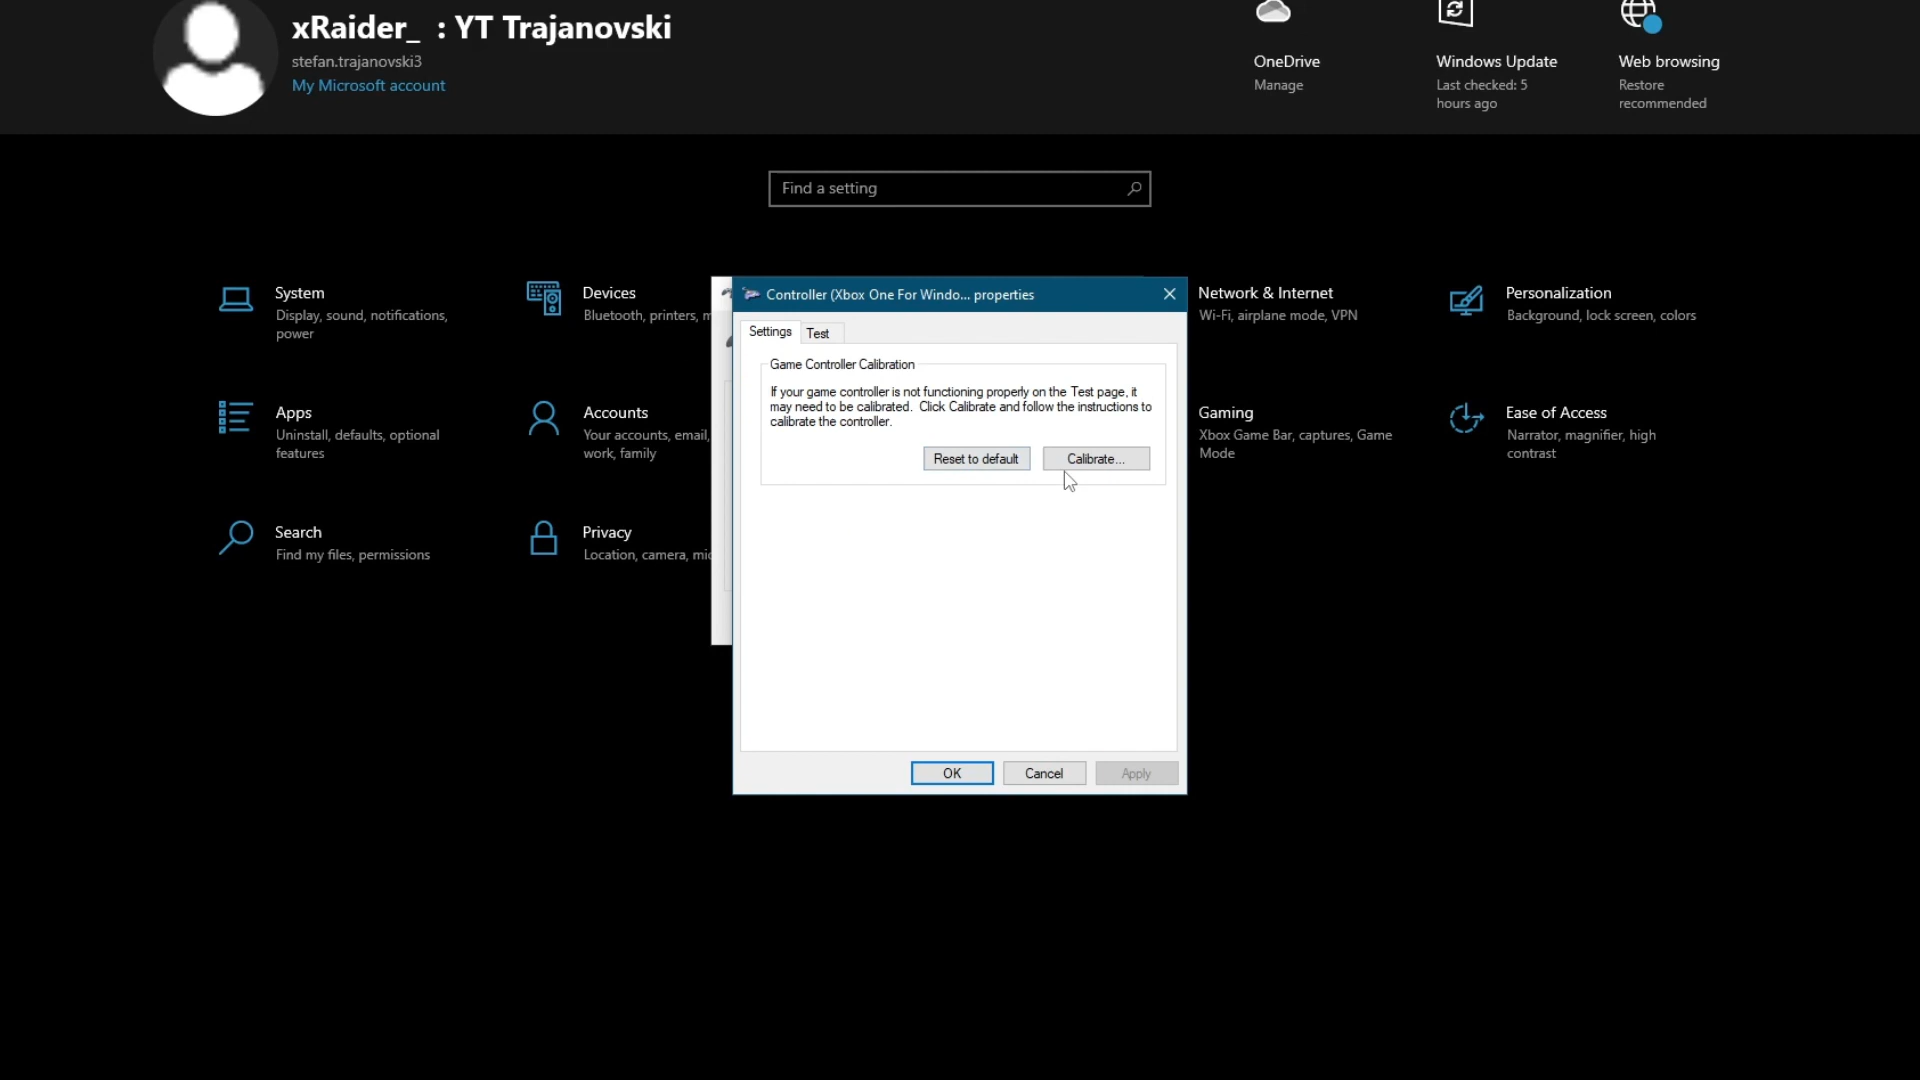 xRaider_ : YT Trajanovski
stefan.trajanovski3
My Microsoft account
OneDrive
Manage
Windows Update
Last checked: 5
hours ago
Web browsing
Restore
recommended
Find a setting
System
Display, sound, notifications,
power
Devices
Bluetooth, printers,
Network & Internet
Wi-Fi, airplane mode, VPN
Personalization
Background, lock screen, colors
Apps
Uninstall, defaults, optional
features
Accounts
Your accounts, email,
work, family
Gaming
Xbox Game Bar, captures, Game
Mode
Ease of Access
Narrator, magnifier, high
contrast
Search
Find my files, permissions
Privacy
Location, camera,
Controller (Xbox One For Windo... properties
Settings
Test
Game Controller Calibration
If your game controller is not functioning properly on the Test page, it
may need to be calibrated. Click Calibrate and follow the instructions to
calibrate the controller.
Reset to default
Calibrate...
OK
Cancel
Apply